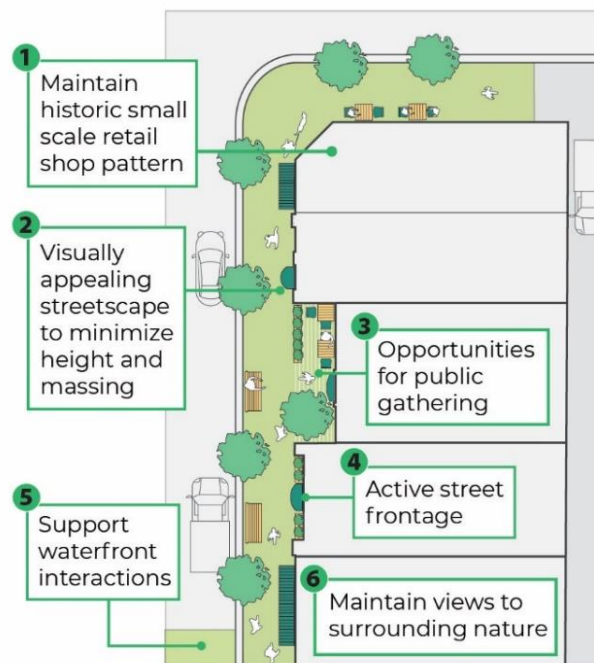 1
Maintain
historic small
scale retail
shop pattern
2
Visually
appealing
streetscape
to minimize
height and
massing
3
Opportunities
for public
gathering
4
Active street
frontage
5
Support
waterfront
interactions
6
Maintain views to
surrounding nature